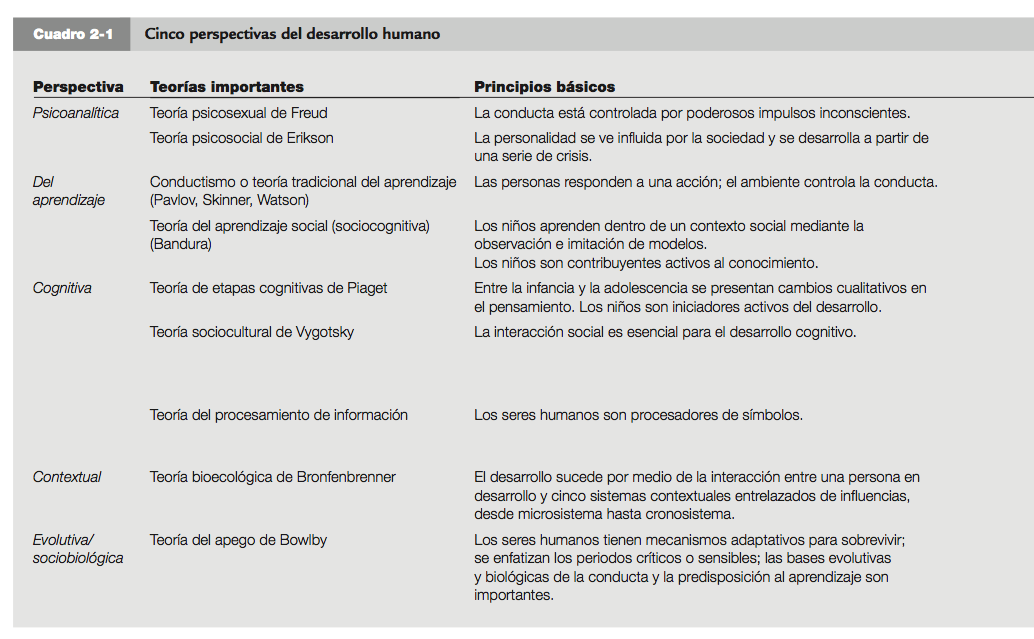 Cuadro 2-1 Cinco perspectivas del desarrollo humano
Perspectiva Teorías importantes Principios básicos
Psicoanalítica Teoría psicosexual de Freud La conducta está controlada por poderosos impulsos inconscientes.
Teoría psicosocial de Erikson La personalidad se ve influida por la sociedad y se desarrolla a partir de
una serie de crisis.
Del Conductismo o teoría tradicional del aprendizaje Las personas responden a una acción; el ambiente controla la conducta.
aprendizaje (Pavlov, Skinner, Watson)
Teoría del aprendizaje social (sociocognitiva) Los niños aprenden dentro de un contexto social mediante la
(Bandura) observación e imitación de modelos.
Los niños son contribuyentes activos al conocimiento.
Cognitiva Teoría de etapas cognitivas de Piaget Entre la infancia y la adolescencia se presentan cambios cualitativos en
el pensamiento. Los niños son iniciadores activos del desarrollo.
Teoría sociocultural de Vygotsky La interacción social es esencial para el desarrollo cognitivo.
Teoría del procesamiento de información Los seres humanos son procesadores de símbolos.
Contextual Teoría bioecológica de Bronfenbrenner El desarrollo sucede por medio de la interacción entre una persona en
desarrollo y cinco sistemas contextuales entrelazados de influencias,
desde microsistema hasta cronosistema.
Evolutiva/ Teoría del apego de Bowlby Los seres humanos tienen mecanismos adaptativos para sobrevivir;
sociobiológica se enfatizan los periodos críticos o sensibles; las bases evolutivas
y biológicas de la conducta y la predisposición al aprendizaje son
importantes.